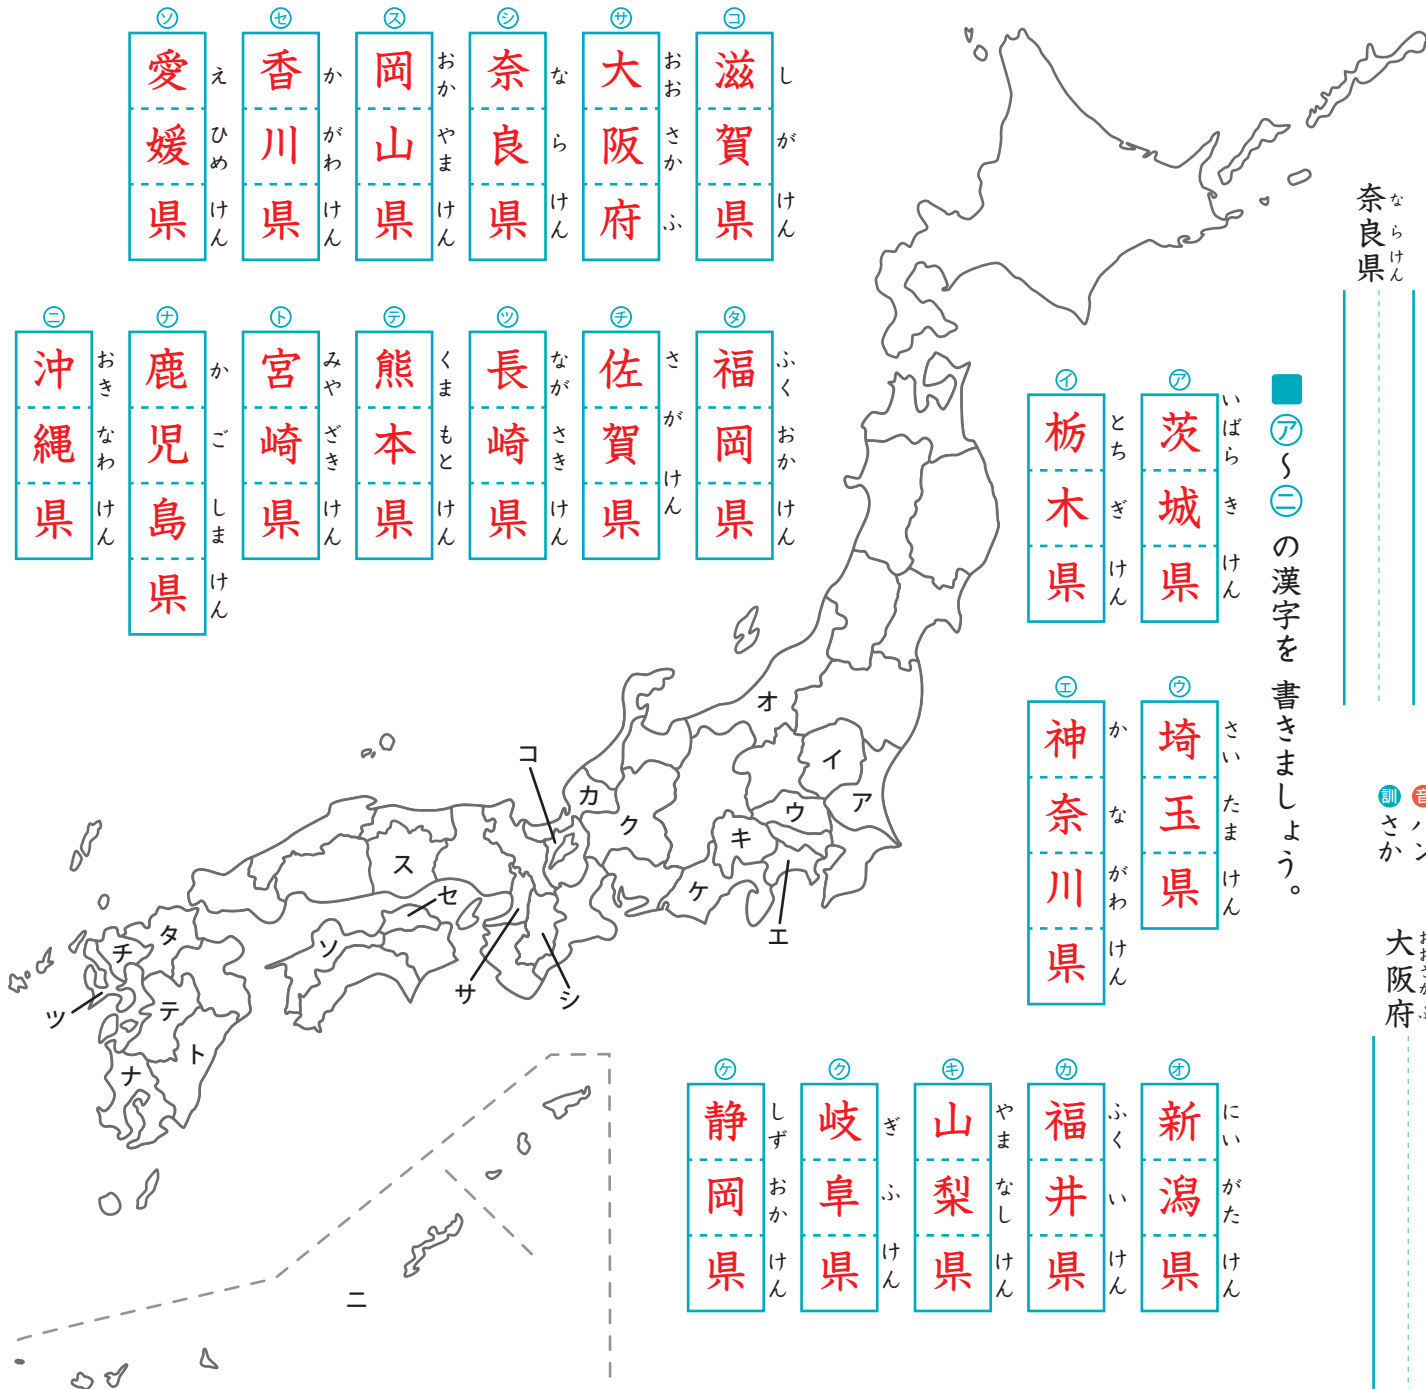 奈良県
ならけん
■㋐〜㋥の漢字を 書きましょう。
音 ハン
訓 さか
大阪府
おおさかふ
㋐
茨城県
いばら き けん
㋑
栃木県
とち ぎ けん
㋒
埼玉県
さい たま けん
㋓
神奈川県
か な がわ けん
㋔
新潟県
にい がた けん
㋕
福井県
ふく い けん
㋖
山梨県
やま なし けん
㋗
岐阜県
ぎ ふ けん
㋘
静岡県
しず おか けん
㋙
滋賀県
し が けん
㋚
大阪府
おお さか ふ
㋛
奈良県
な ら けん
㋜
岡山県
おか やま けん
㋝
香川県
か がわ けん
㋞
愛媛県
え ひめ けん
㋟
福岡県
ふく おか けん
㋠
佐賀県
さ が けん
㋡
長崎県
なが さき けん
㋢
熊本県
くま もと けん
㋣
宮崎県
みや ざき けん
㋤
鹿児島県
か ご しま けん
㋥
沖縄県
おき なわ けん
オ
コ
イ
カ
ア
ウ
ク
キ
ス
ケ
セ
エ
タ
ソ
チ
サ
シ
ツ
テ
ト
ナ
ニ